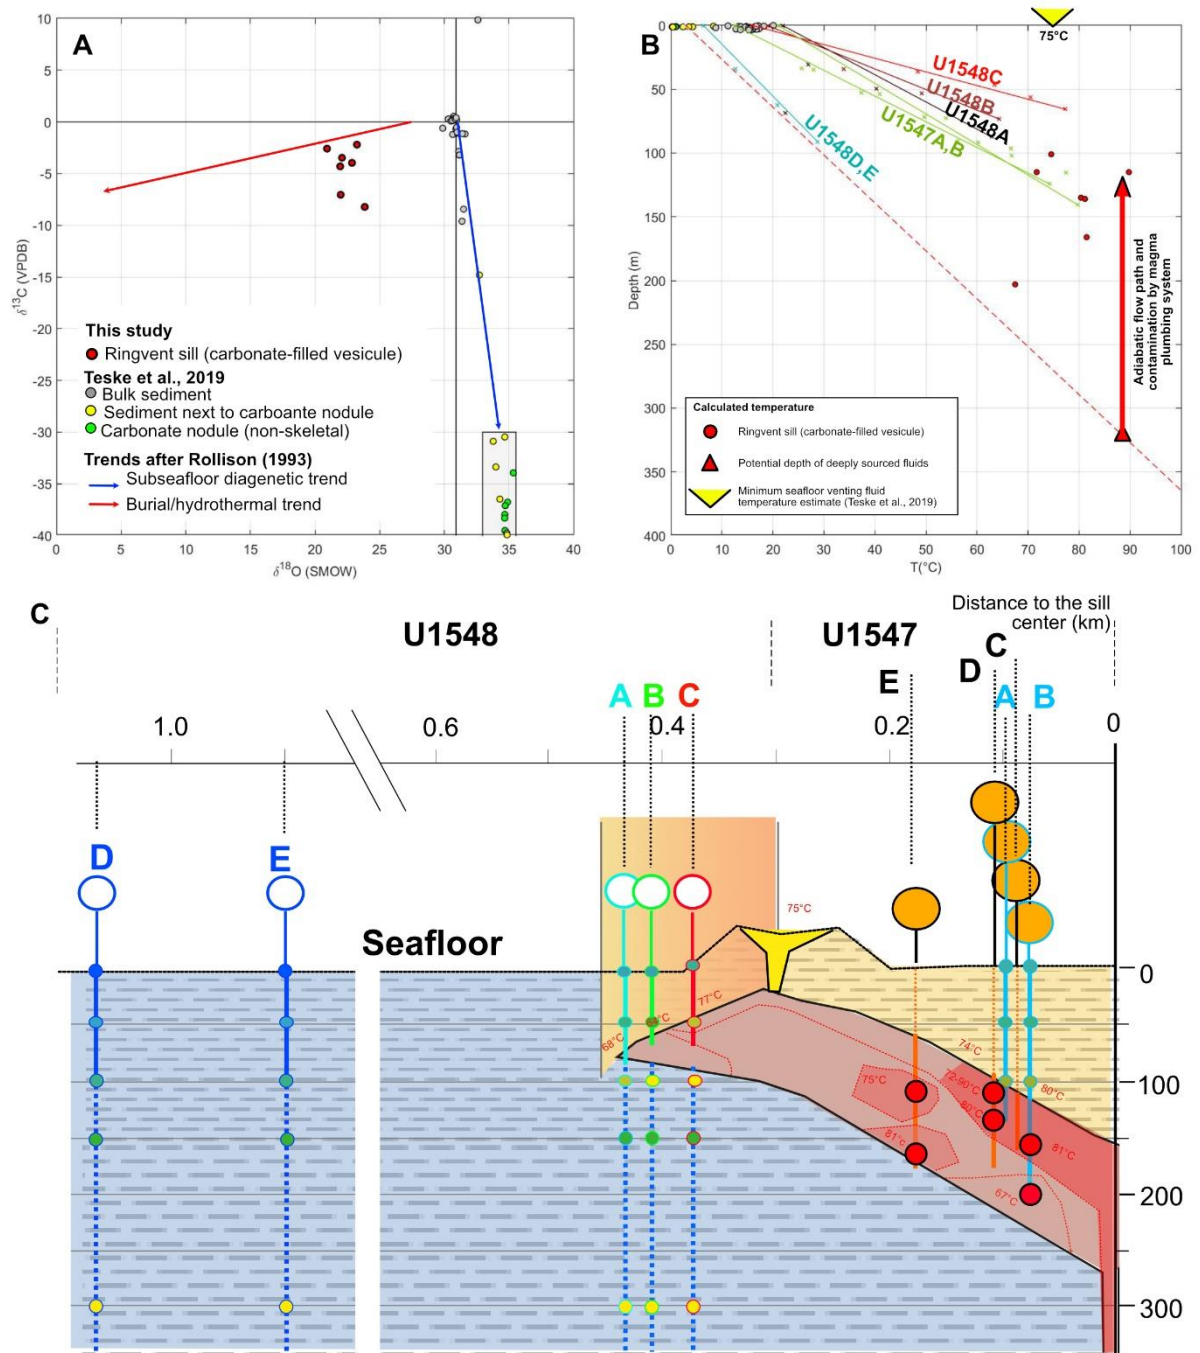 A
10
5
0
-5
-10
-15
-20
-25
-30
-35
-40
δ13C (VPDB)
0
5
10
15
20
25
30
35
40
δ18O (SMOW)
This study
Ringvent sill (carbonate-filled vesicule)
Teske et al., 2019
Bulk sediment
Sediment next to carboante nodule
Carbonate nodule (non-skeletal)
Trends after Rollison (1993)
Subseafloor diagenetic trend
Burial/hydrothermal trend
B
75°C
0
50
100
150
200
250
300
350
400
Depth (m)
0
10
20
30
40
50
60
70
80
90
100
T(°C)
U1548C
U1548B
U1548A
U1547A,B
U1548D,E
Adiabatic flow path and
contamination by magma
plumbing system
Calculated temperature
Ringvent sill (carbonate-filled vesicule)
Potential depth of deeply sourced fluids
Minimum seafloor venting fluid
temperature estimate (Teske et al., 2019)
C
Distance to the sill
center (km)
U1548
U1547
C
D
E
A
B
A
B
C
1.0
0.6
0.4
0.2
0
D
E
75°C
Seafloor
0
77°C
68°C
74°C
72-90°C
75°C
80°C
80°C
100
81°C
81°C
67°C
200
300